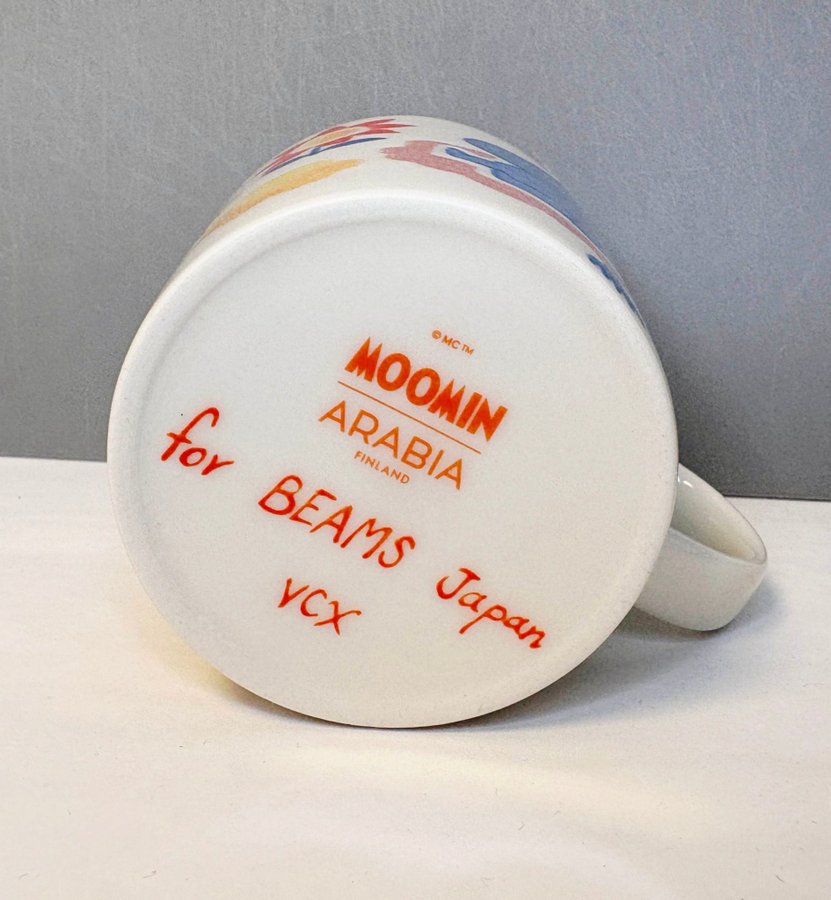 © MC™
MOOMIN
ARABIA
FINLAND
for BEAMS Japan
VCX